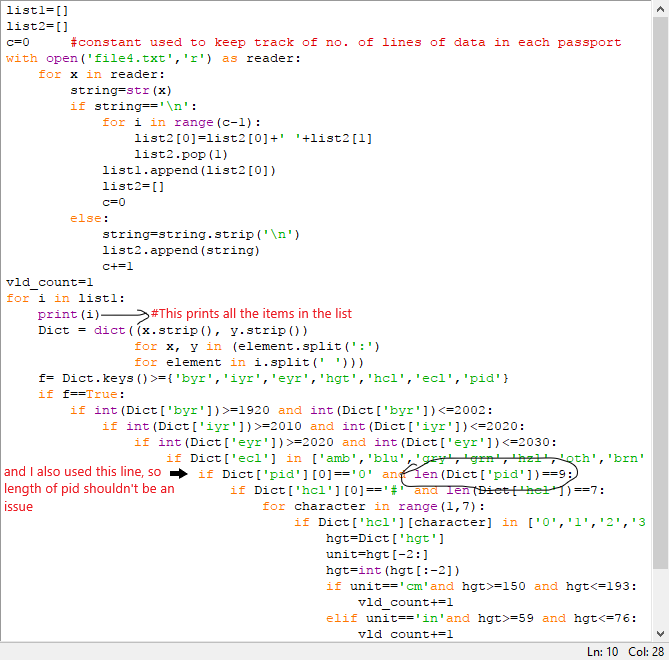 list1=[]
list2=[]
c=0     #constant used to keep track of no. of lines of data in each passport
with open('file4.txt','r') as reader:
    for x in reader:
        string=str(x)
        if string=='\n':
            for i in range(c-1):
                list2[0]=list2[0]+' '+list2[1]
                list2.pop(1)
            list1.append(list2[0])
            list2=[]
            c=0
        else:
            string=string.strip('\n')
            list2.append(string)
            c+=1
vld_count=1
for i in list1:
    print(i) #This prints all the items in the list
    Dict = dict((x.strip(), y.strip())
                for x, y in (element.split(':')
                for element in i.split(' ')))
    f= Dict.keys()>={'byr','iyr','eyr','hgt','hcl','ecl','pid'}
    if f==True:
        if int(Dict['byr'])>=1920 and int(Dict['byr'])<=2002:
            if int(Dict['iyr'])>=2010 and int(Dict['iyr'])<=2020:
                if int(Dict['eyr'])>=2020 and int(Dict['eyr'])<=2030:
                    if Dict['ecl'] in ['amb','blu','gry','grn','hzl','oth','brn'
and I also used this line, so
length of pid shouldn't be an
issue
                        if Dict['pid'][0]=='0' and len(Dict['pid'])==9:
                            if Dict['hcl'][0]=='#' and len(Dict['hcl'])==7:
                                for character in range(1,7):
                                    if Dict['hcl'][character] in ['0','1','2','3
                                        hgt=Dict['hgt']
                                        unit=hgt[-2:]
                                        hgt=int(hgt[:-2])
                                        if unit=='cm'and hgt>=150 and hgt<=193:
                                            vld_count+=1
                                        elif unit=='in'and hgt>=59 and hgt<=76:
                                            vld_count+=1
Ln: 10 Col: 28